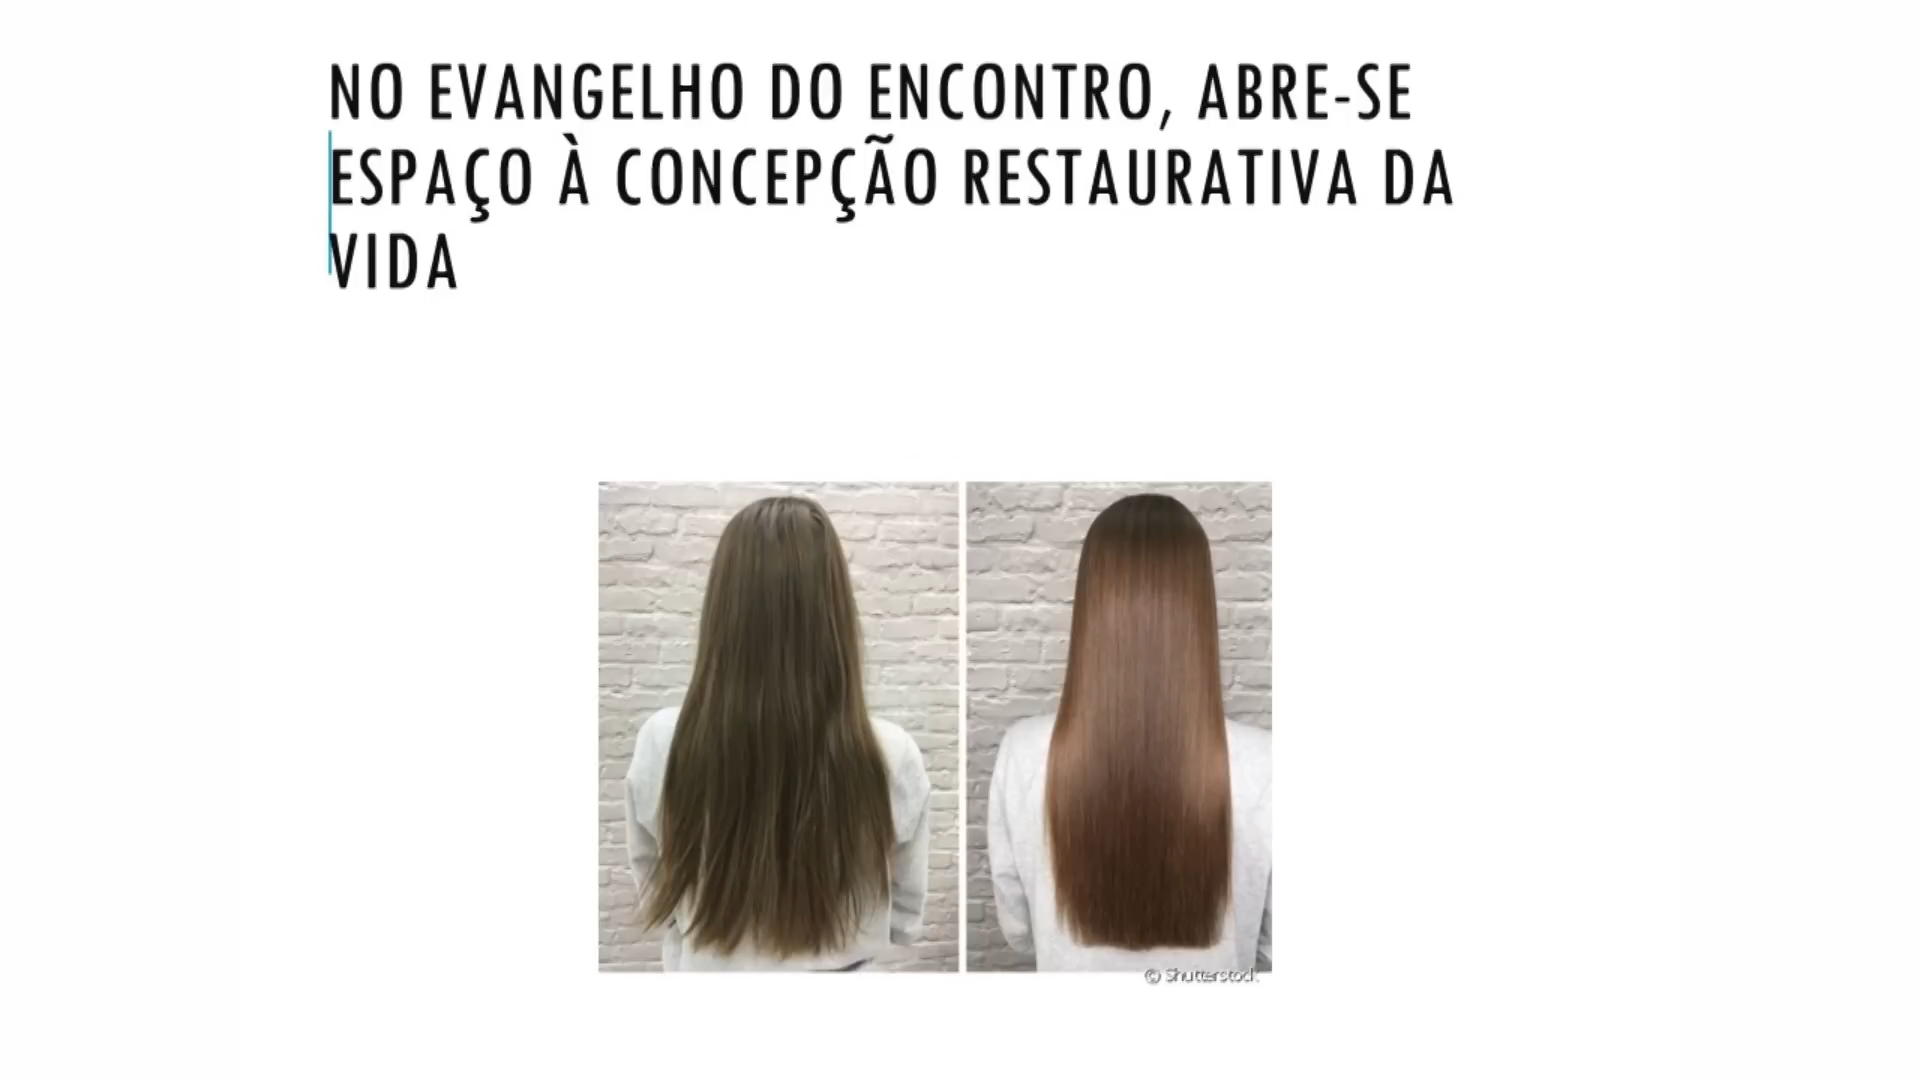 NO EVANGELHO DO ENCONTRO, ABRE-SE
ESPAÇO À CONCEPÇÃO RESTAURATIVA DA
VIDA
© Shutterstock